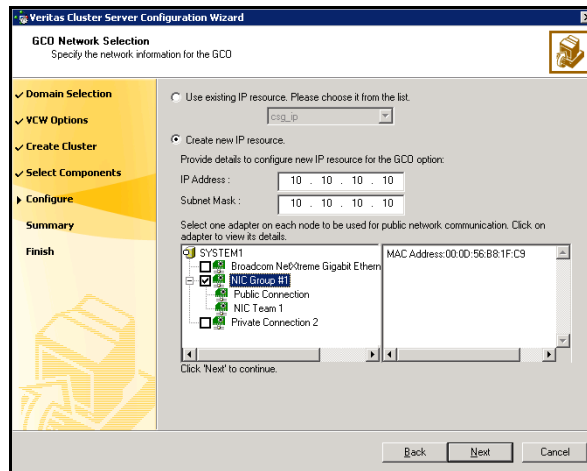 Veritas Cluster Server Configuration Wizard
GCO Network Selection
Specify the network information for the GCO
Domain Selection
VCW Options
Create Cluster
Select Components
Configure
Summary
Finish
Use existing IP resource. Please choose it from the list.
csg_ip
Create new IP resource.
Provide details to configure new IP resource for the GCO option:
IP Address :
10 . 10 . 10 . 10
Subnet Mask :
10 . 10 . 10 . 10
Select one adapter on each node to be used for public network communication. Click on
adapter to view its details.
SYSTEM1
Broadcom NetXtreme Gigabit Ethern
NIC Group #1
Public Connection
NIC Team 1
Private Connection 2
MAC Address:00:0D:56:B8:1F:C9
Click 'Next' to continue.
Back
Next
Cancel